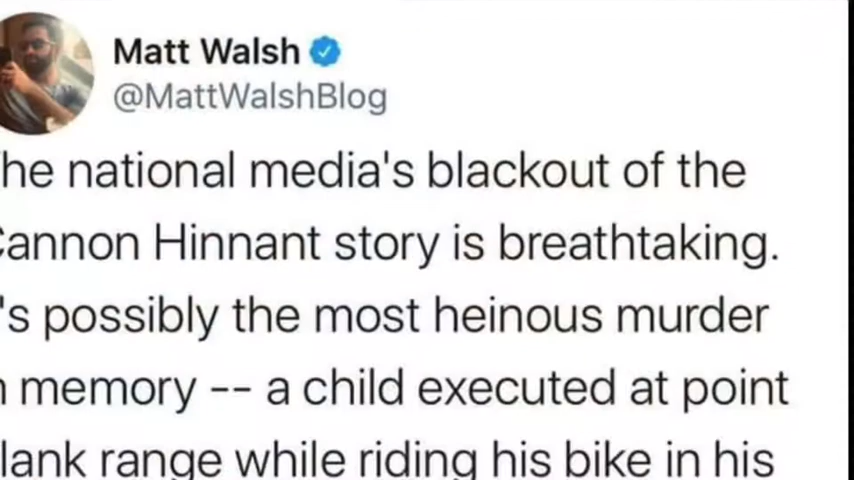 Matt Walsh
@MattWalshBlog
he national media's blackout of the
annon Hinnant story is breathtaking.
's possibly the most heinous murder
memory -- a child executed at point
lank range while riding his bike in his